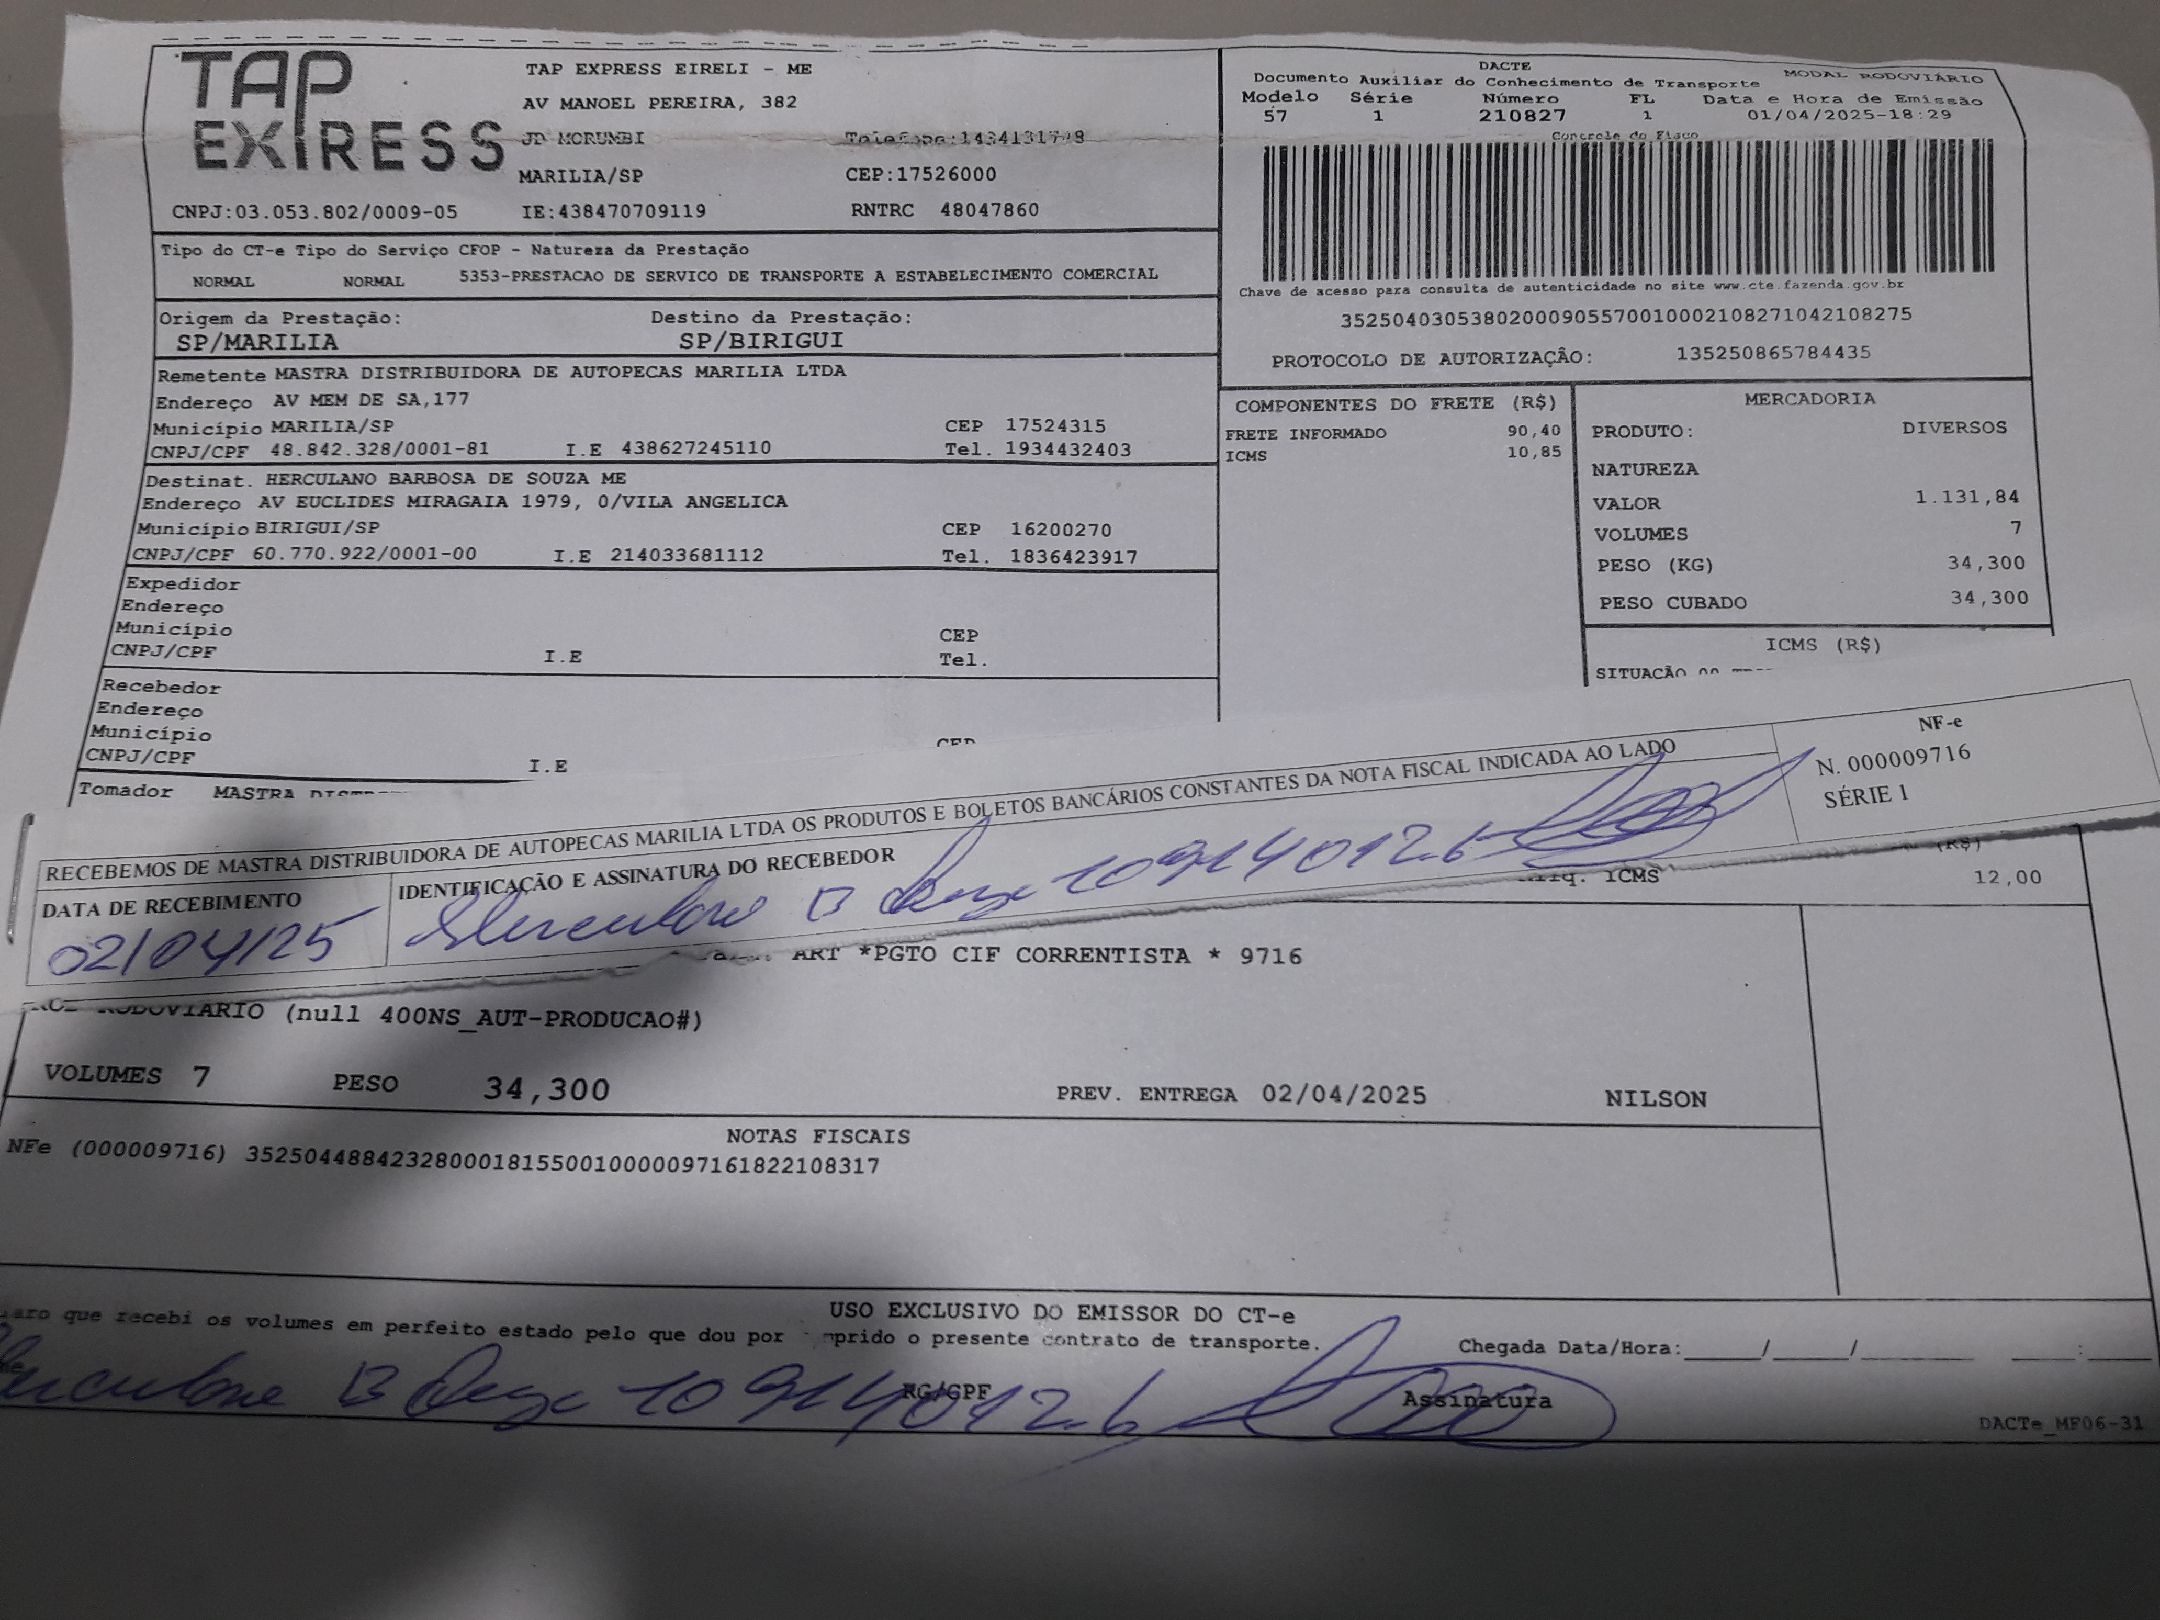 TAP EXPRESS
TAP EXPRESS EIRELI - ME
AV MANOEL PEREIRA, 382
JD MORUMBI
MARILIA/SP CEP:17526000
CNPJ:03.053.802/0009-05 IE:438470709119 RNTRC 48047860
DACTE
Documento Auxiliar do Conhecimento de Transporte MODAL RODOVIÁRIO
Modelo Série Número FL Data e Hora de Emissão
57 1 210827 1 01/04/2025-18:29
Controle do Fisco
Chave de acesso para consulta de autenticidade no site www.cte.fazenda.gov.br
35250403053802000905570010002108271042108275
PROTOCOLO DE AUTORIZAÇÃO: 135250865784435
Tipo do CT-e Tipo do Serviço CFOP - Natureza da Prestação
NORMAL NORMAL 5353-PRESTACAO DE SERVICO DE TRANSPORTE A ESTABELECIMENTO COMERCIAL
Origem da Prestação: Destino da Prestação:
SP/MARILIA SP/BIRIGUI
Remetente MASTRA DISTRIBUIDORA DE AUTOPECAS MARILIA LTDA
Endereço AV MEM DE SA,177
Município MARILIA/SP CEP 17524315
CNPJ/CPF 48.842.328/0001-81 I.E 438627245110 Tel. 1934432403
Destinat. HERCULANO BARBOSA DE SOUZA ME
Endereço AV EUCLIDES MIRAGAIA 1979, 0/VILA ANGELICA
Município BIRIGUI/SP CEP 16200270
CNPJ/CPF 60.770.922/0001-00 I.E 214033681112 Tel. 1836423917
Expedidor
Endereço
Município CEP
CNPJ/CPF I.E Tel.
Recebedor
Endereço
Município CEP
CNPJ/CPF I.E
Tomador MASTRA
COMPONENTES DO FRETE (R$)
FRETE INFORMADO 90,40
ICMS 10,85
MERCADORIA
PRODUTO: DIVERSOS
NATUREZA
VALOR 1.131,84
VOLUMES 7
PESO (KG) 34,300
PESO CUBADO 34,300
ICMS (R$)
SITUAÇÃO
RECEBEMOS DE MASTRA DISTRIBUIDORA DE AUTOPECAS MARILIA LTDA OS PRODUTOS E BOLETOS BANCÁRIOS CONSTANTES DA NOTA FISCAL INDICADA AO LADO
DATA DE RECEBIMENTO IDENTIFICAÇÃO E ASSINATURA DO RECEBEDOR
02/04/25 Herculano B Souza
NF-e
N. 000009716
SÉRIE 1
(R$)
ICMS 12,00
ART *PGTO CIF CORRENTISTA * 9716
RODOVIARIO (null 400NS_AUT-PRODUCAO#)
VOLUMES 7 PESO 34,300 PREV. ENTREGA 02/04/2025 NILSON
NOTAS FISCAIS
NFe (000009716) 35250448842328000181550010000097161822108317
USO EXCLUSIVO DO EMISSOR DO CT-e
que recebi os volumes em perfeito estado pelo que dou por o presente contrato de transporte.
Chegada Data/Hora:_____/_____/_______ ____:____
Herculano B Souza
RG/CPF Assinatura
DACTe_MF06-31